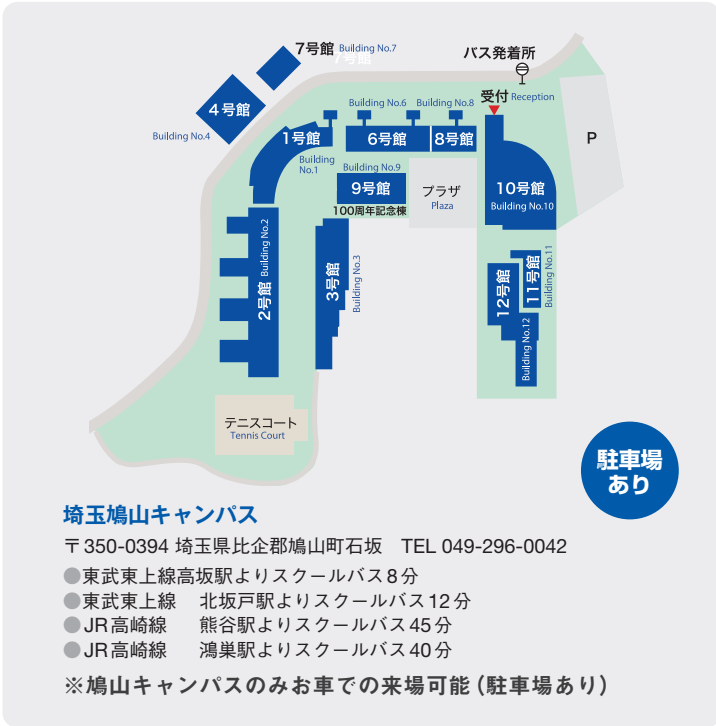 7号館 Building No.7
7号館
バス発着所
4号館
Building No.4
受付 Reception
Building No.6
Building No.8
1号館
Building
No.1
6号館
8号館
P
Building No.9
9号館
100周年記念棟
プラザ
Plaza
10号館
Building No.10
2号館 Building No.2
3号館
Building No.3
12号館
Building No.12
11号館
Building No.11
テニスコート
Tennis Court
駐車場
あり
埼玉鳩山キャンパス
〒350-0394 埼玉県比企郡鳩山町石坂 TEL 049-296-0042
●東武東上線高坂駅よりスクールバス8分
●東武東上線 北坂戸駅よりスクールバス12分
●JR高崎線 熊谷駅よりスクールバス45分
●JR高崎線 鴻巣駅よりスクールバス40分
※鳩山キャンパスのみお車での来場可能（駐車場あり）